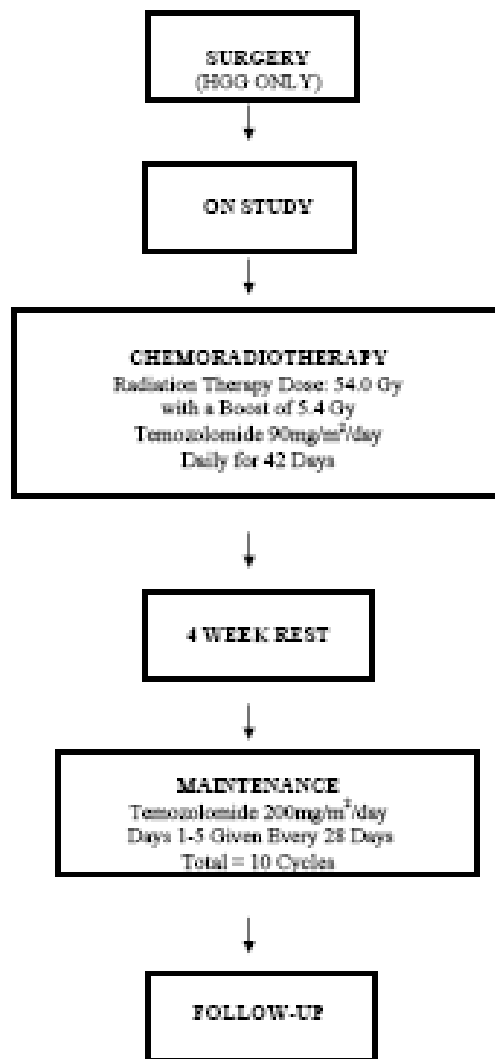 SURGERY
(HGG ONLY)
ON STUDY
CHEMORADIOTHERAPY
Radiation Therapy Dose: 54.0 Gy
with a Boost of 5.4 Gy
Temozolomide 90mg/m²/day
Daily for 42 Days
4 WEEK REST
MAINTENANCE
Temozolomide 200mg/m²/day
Days 1-5 Given Every 28 Days
Total = 10 Cycles
FOLLOW-UP